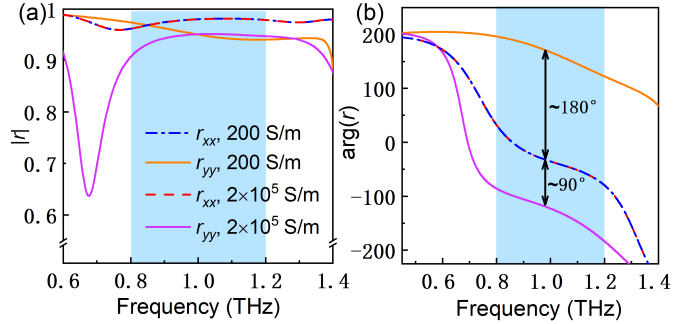 (a)
1
0.9
0.8
0.7
0.6
|r|
r_xx, 200 S/m
r_yy, 200 S/m
r_xx, 2×10^5 S/m
r_yy, 2×10^5 S/m
0.6 0.8 1.0 1.2 1.4
Frequency (THz)
(b)
200
100
0
−100
−200
arg(r)
~180°
~90°
0.6 0.8 1.0 1.2 1.4
Frequency (THz)